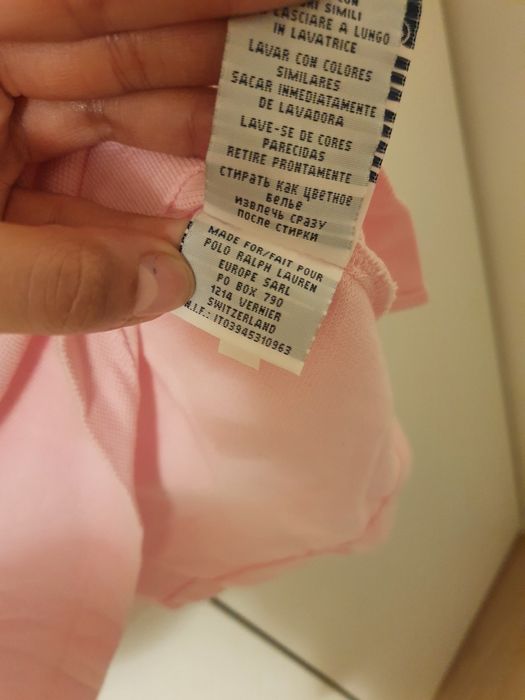 SIMILI
LASCIARE A LUNGO
IN LAVATRICE
LAVAR CON COLORES
SIMILARES
SACAR INMEDIATAMENTE
DE LAVADORA
LAVE-SE DE CORES
PARECIDAS
RETIRE PRONTAMENTE
СТИРАТЬ КАК ЦВЕТНОЕ
БЕЛЬЕ
ИЗВЛЕЧЬ СРАЗУ
ПОСЛЕ СТИРКИ
MADE FOR/FAIT POUR
POLO RALPH LAUREN
EUROPE SARL
PO BOX 790
1214 VERNIER
SWITZERLAND
N.I.F.: IT03945310963